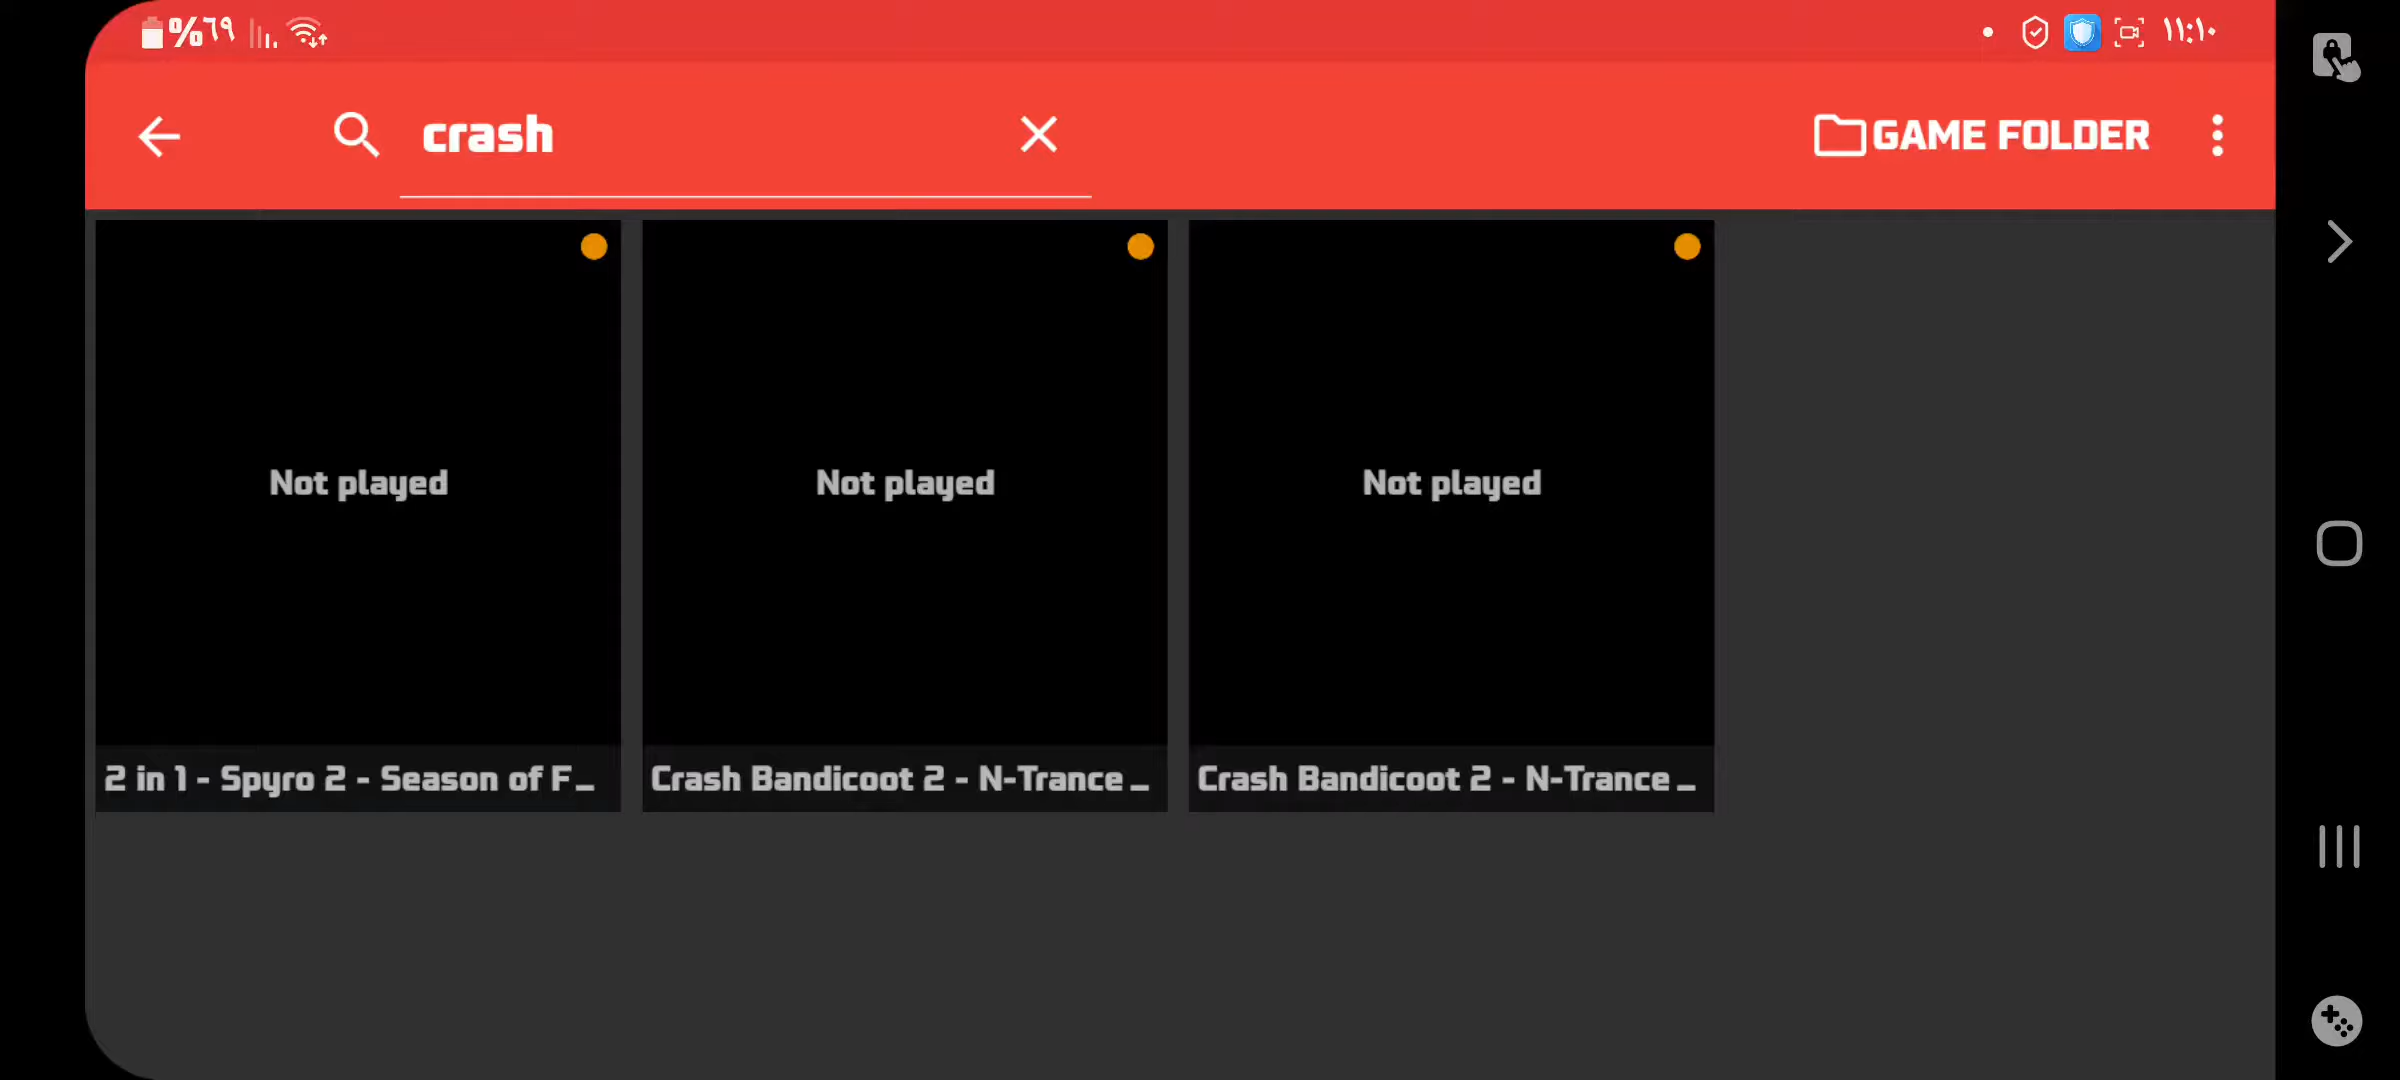 %٦٩
١١:١٠
crash
GAME FOLDER
Not played
Not played
Not played
2 in 1 - Spyro 2 - Season of F...
Crash Bandicoot 2 - N-Trance ...
Crash Bandicoot 2 - N-Trance ...